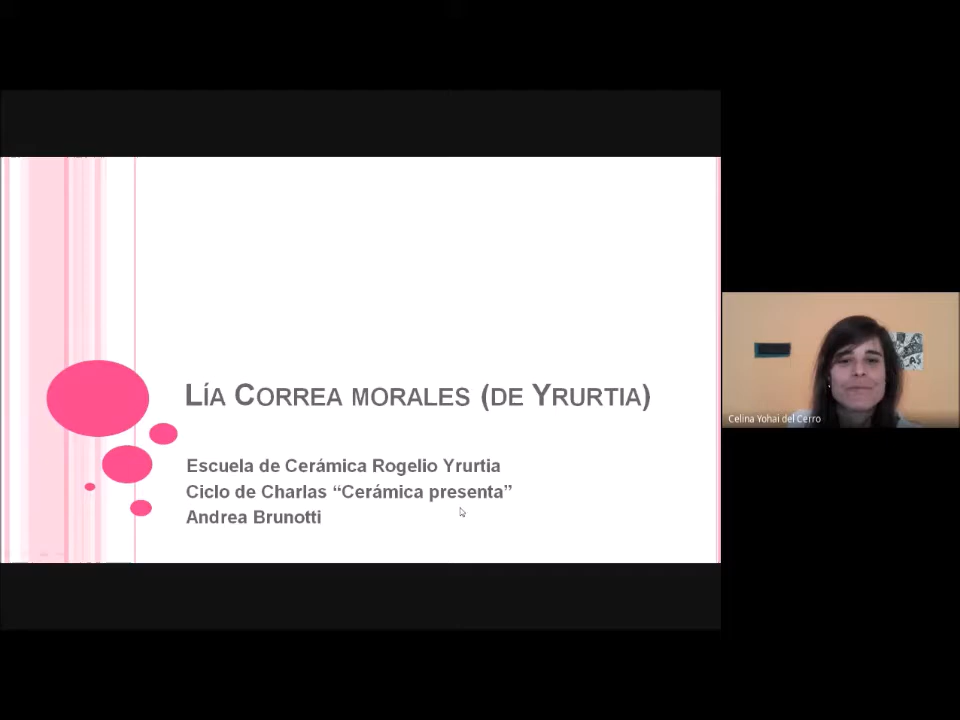 LÍA CORREA MORALES (DE YRURTIA)
Escuela de Cerámica Rogelio Yrurtia
Ciclo de Charlas “Cerámica presenta”
Andrea Brunotti
Celina Yohai del Cerro